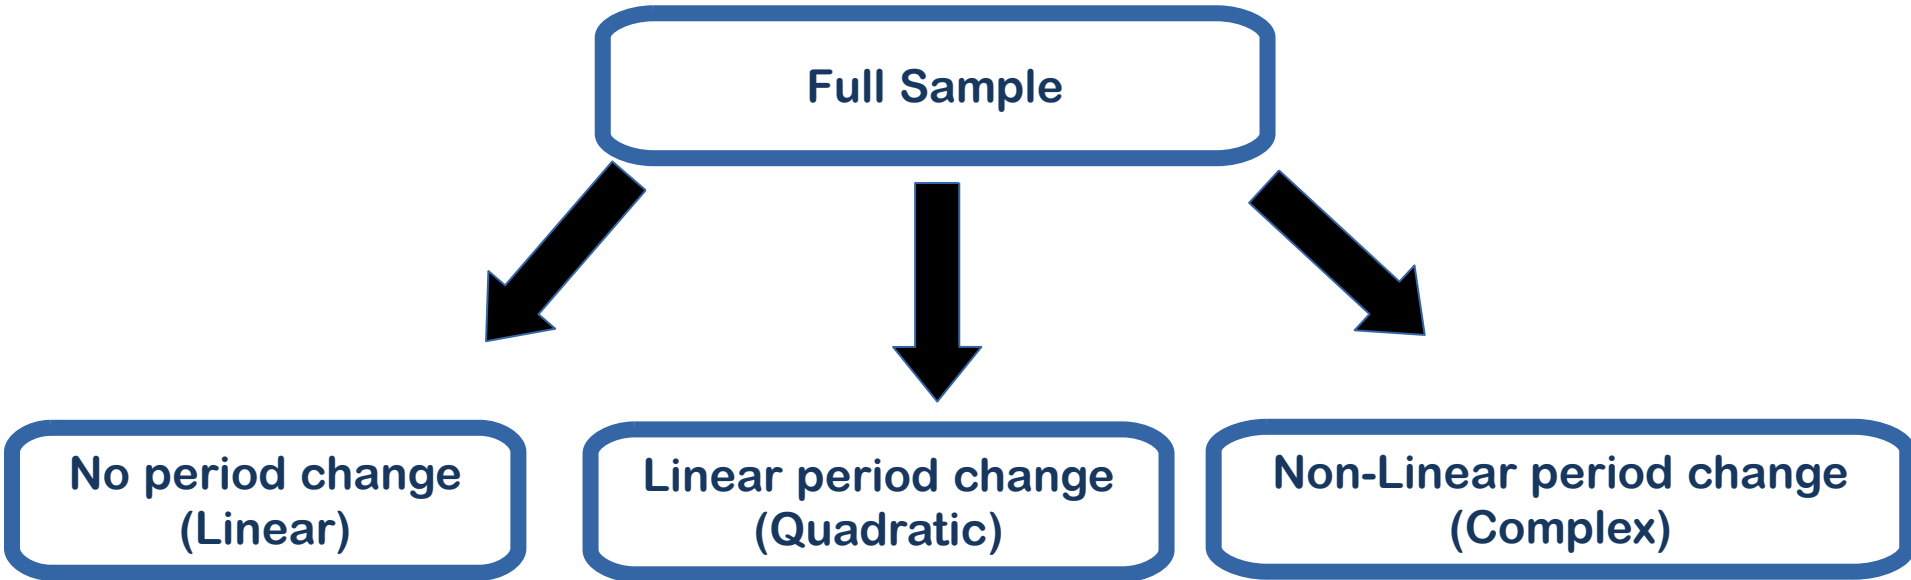 Full Sample
No period change
(Linear)
Linear period change
(Quadratic)
Non-Linear period change
(Complex)